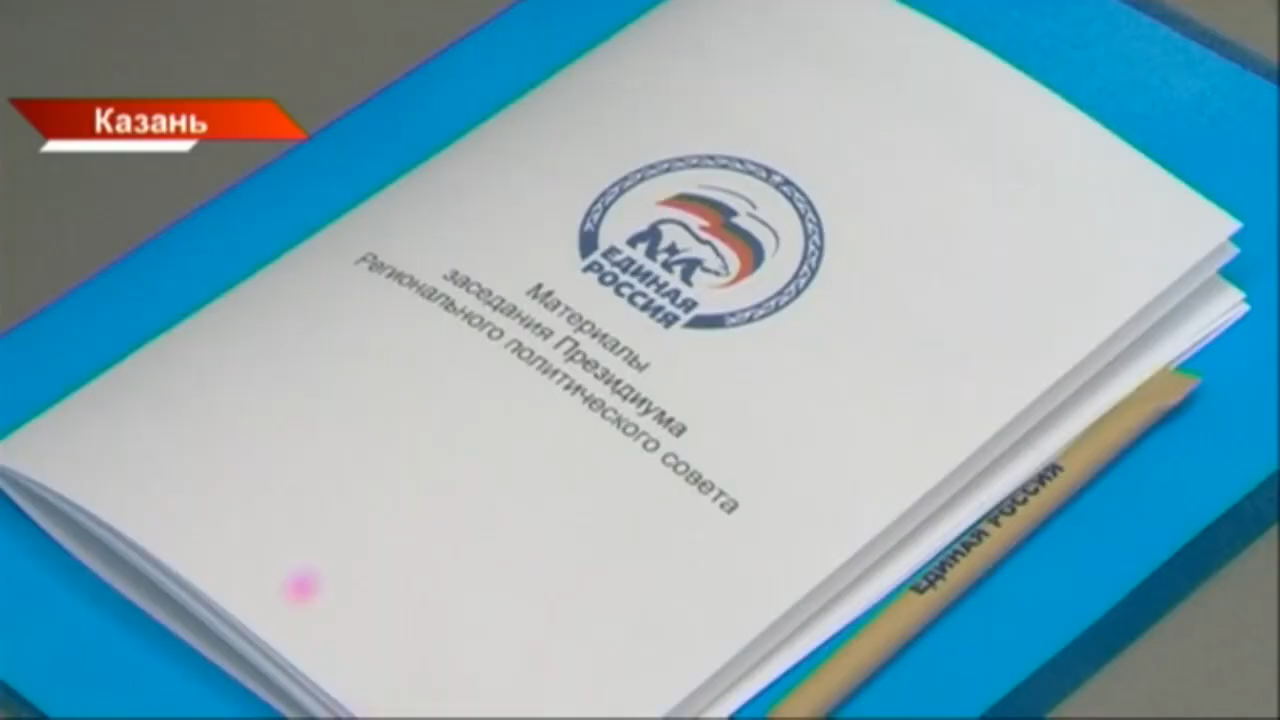 Казань
ЕДИНАЯ
РОССИЯ
Материалы
заседания Президиума
Регионального политического совета
ЕДИНАЯ РОССИЯ